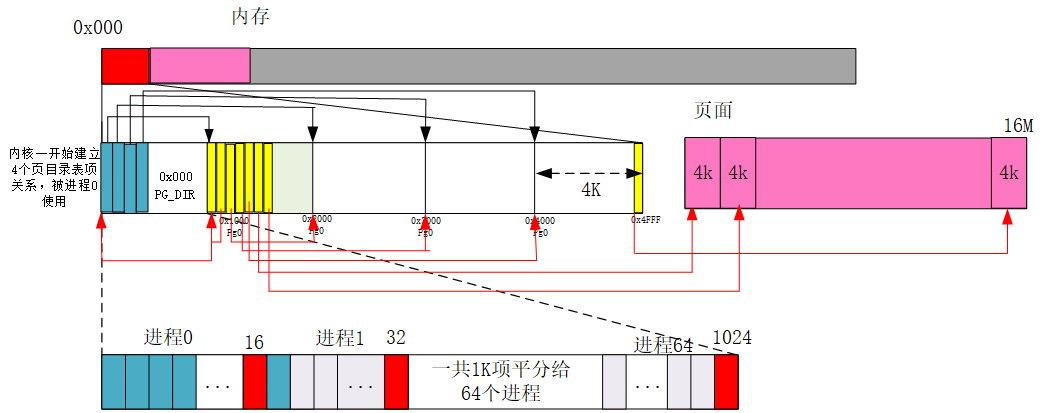 内存
0x000
页面
16M
内核一开始建立
4个页目录表项
关系，被进程0
使用
0x000
PG_DIR
4K
4k
4k
4k
0x1000
Pg0
Pg0
Pg0
0x4000
Pg0
0x4FFF
进程0
16
进程1
32
进程64
1024
...
...
一共1K项平分给
64个进程
...